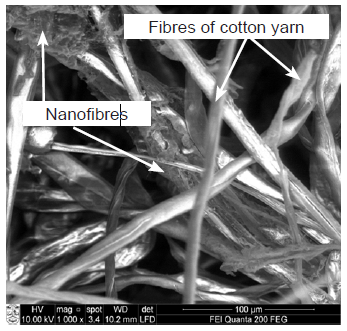 Fibres of cotton yarn
Nanofibres
HV mag spot WD det
10.00 kV 1 000 x 3.4 10.2 mm LFD
100 µm
FEI Quanta 200 FEG